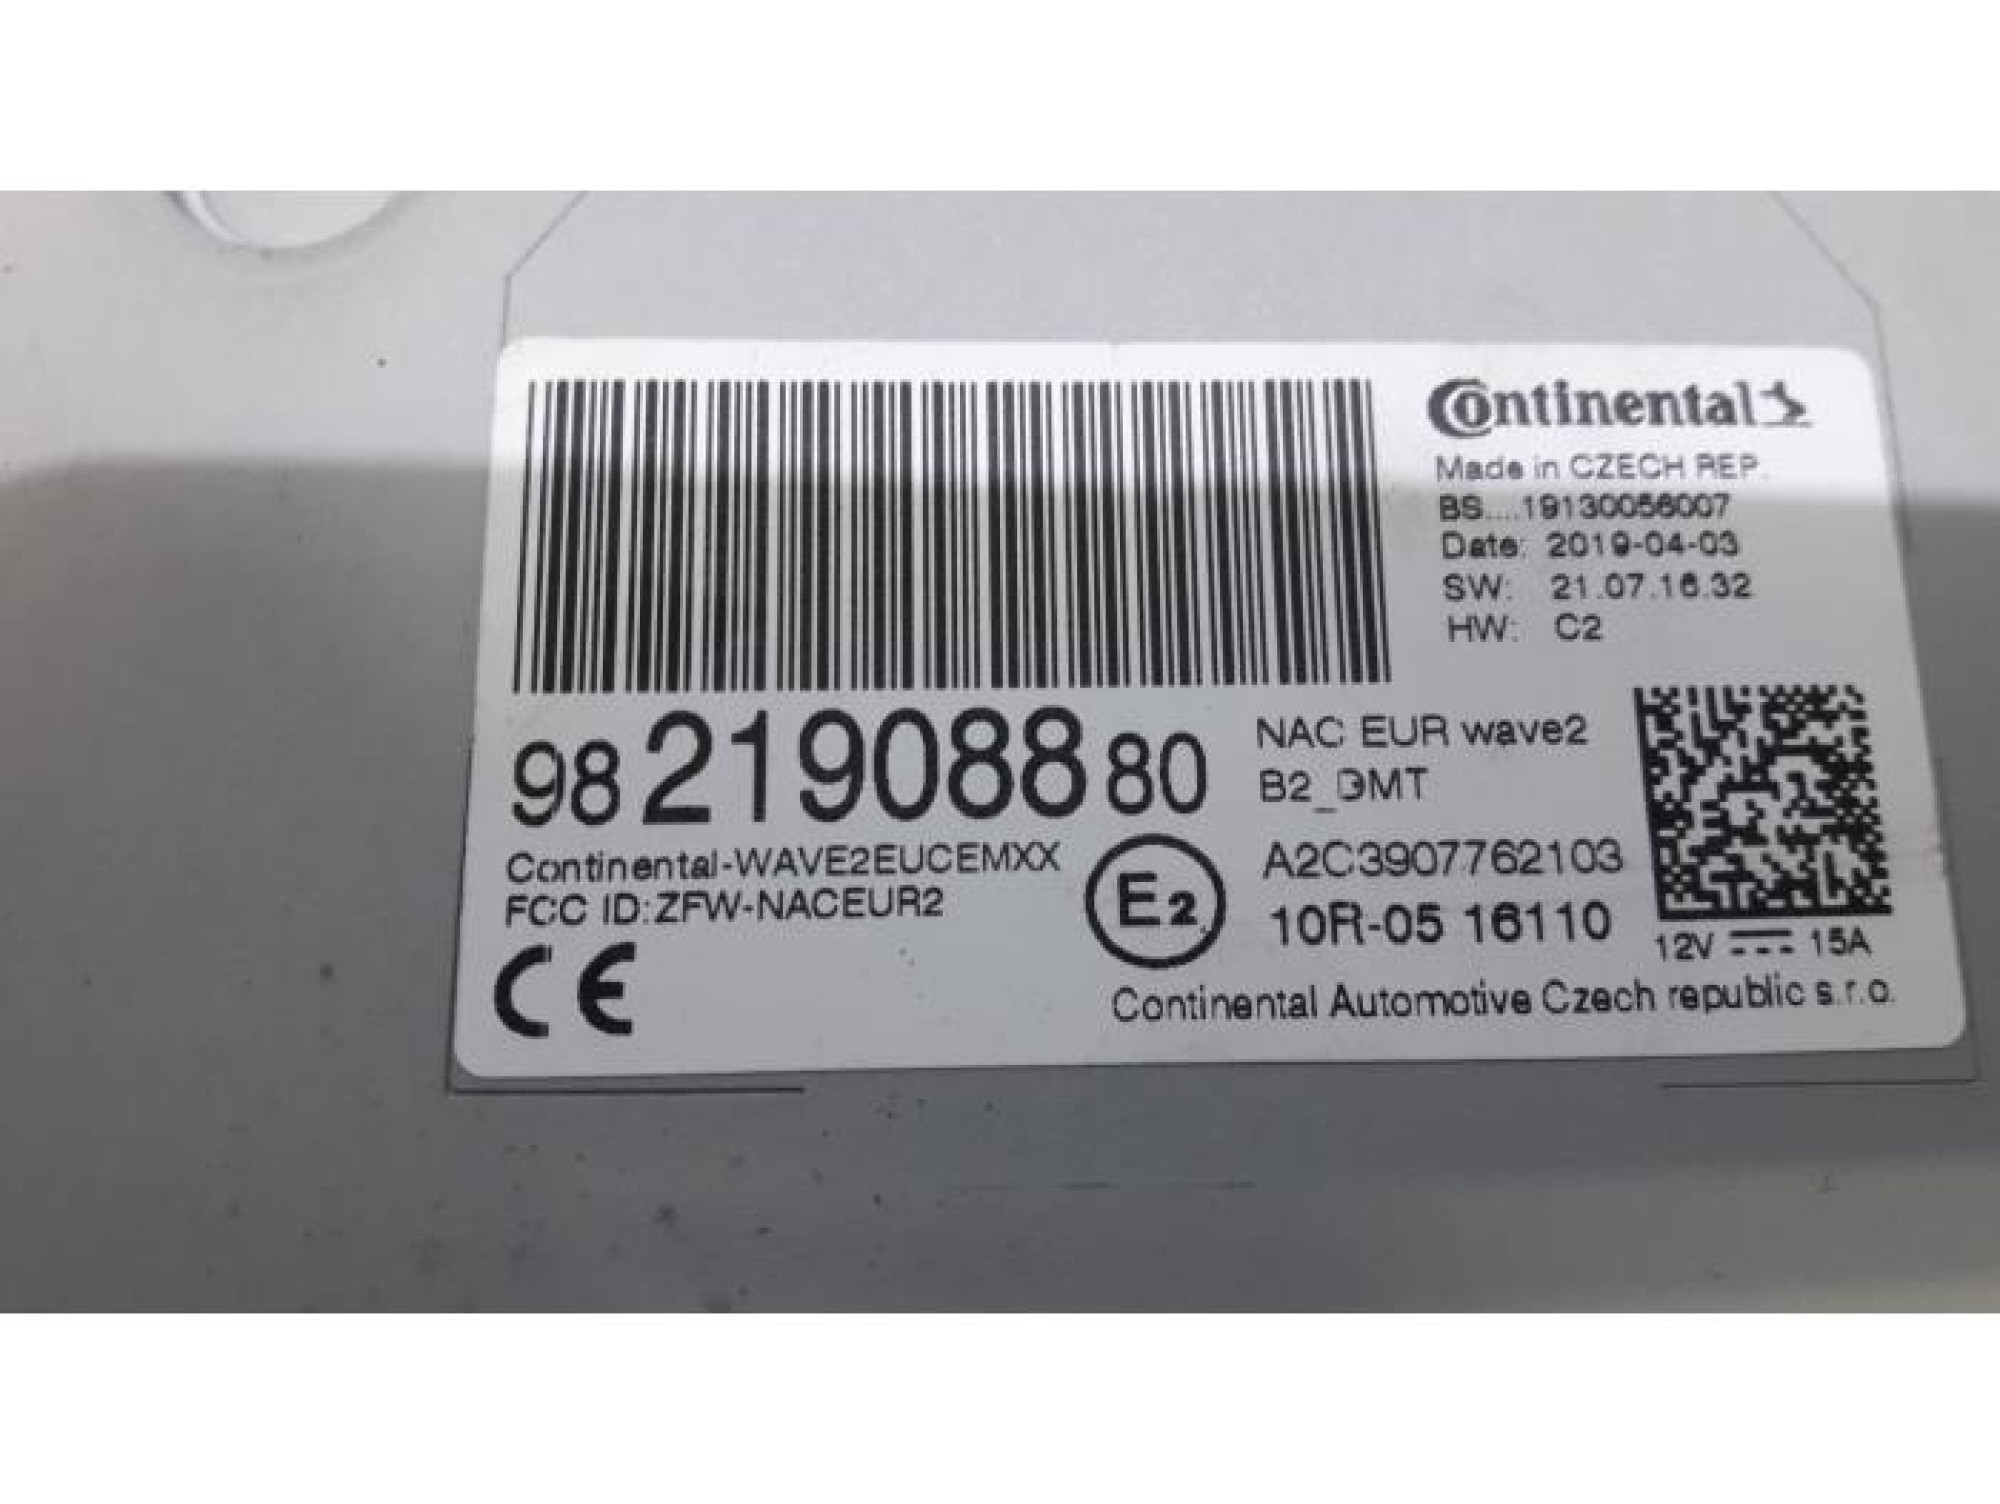 Continental
Made in CZECH REP.
BS....19130056007
Date: 2019-04-03
SW: 21.07.16.32
HW: C2
98 219088 80
NAC EUR wave2
Continental-WAVE2EUCEMXX
FCC ID:ZFW-NACEUR2
CE
E2
A2C3907762103
10R-05 16110
12V 15A
Continental Automotive Czech republic s.r.o.